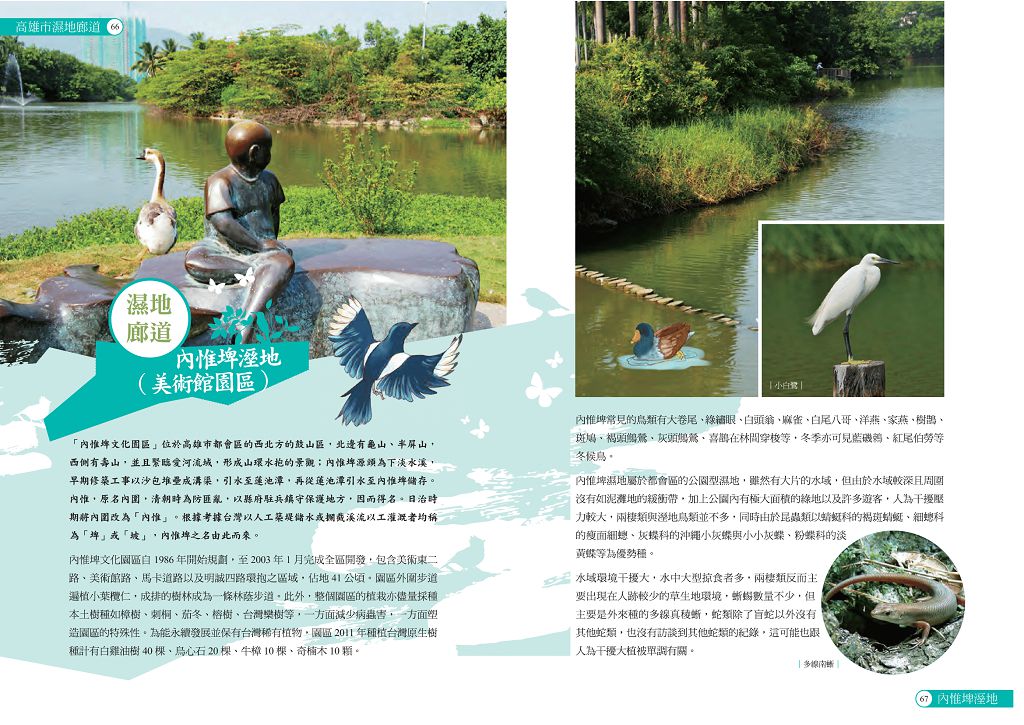 高雄市濕地廊道 66
濕地
廊道
內惟埤溼地
(美術館園區)
「內惟埤文化園區」位於高雄市都會區的西北方的鼓山區，北邊有龜山、半屏山，
西側有壽山，並且緊臨愛河流域，形成山環水抱的景觀；內惟埤源頭為下淡水溪，
早期修築工事以沙包堆疊成溝渠，引水至蓮池潭，再從蓮池潭引水至內惟埤儲存。
內惟，原名內圍，清朝時為防匪亂，以縣府駐兵鎮守保護地方，因而得名。日治時
期將內圍改為「內惟」。根據考據台灣以人工築堤儲水或攔截溪流以工灌溉者均稱
為「埤」或「坡」，內惟埤之名由此而來。
內惟埤文化園區自 1986 年開始規劃，至 2003 年 1 月完成全區開發，包含美術東二
路、美術館路、馬卡道路以及明誠四路環抱之區域，佔地 41 公頃。園區外圍步道
遍植小葉欖仁，成排的樹林成為一條林蔭步道。此外，整個園區的植栽亦儘量採種
本土樹種如樟樹、刺桐、茄冬、榕樹、台灣欒樹等，一方面減少病蟲害，一方面塑
造園區的特殊性。為能永續發展並保有台灣稀有植物，園區 2011 年種植台灣原生樹
種計有白雞油樹 40 棵、烏心石 20 棵、牛樟 10 棵、奇楠木 10 顆。
｜小白鷺｜
內惟埤常見的鳥類有大卷尾、綠繡眼、白頭翁、麻雀、白尾八哥、洋燕、家燕、樹鵲、
斑鳩、褐頭鷦鶯、灰頭鷦鶯、喜鵲在林間穿梭等，冬季亦可見藍磯鶇、紅尾伯勞等
冬候鳥。
內惟埤濕地屬於都會區的公園型濕地，雖然有大片的水域，但由於水域較深且周圍
沒有如泥灘地的緩衝帶，加上公園內有極大面積的綠地以及許多遊客，人為干擾壓
力較大，兩棲類與溼地鳥類並不多，同時由於昆蟲類以蜻蜓科的褐斑蜻蜓、細蟌科
的瘦面細蟌、灰蝶科的沖繩小灰蝶與小小灰蝶、粉蝶科的淡
黃蝶等為優勢種。
水域環境干擾大，水中大型掠食者多，兩棲類反而主
要出現在人跡較少的草生地環境，蜥蜴數量不少，但
主要是外來種的多線真稜蜥，蛇類除了盲蛇以外沒有
其他蛇類，也沒有訪談到其他蛇類的紀錄，這可能也跟
人為干擾大植被單調有關。
｜多線南蜥｜
67 內惟埤溼地